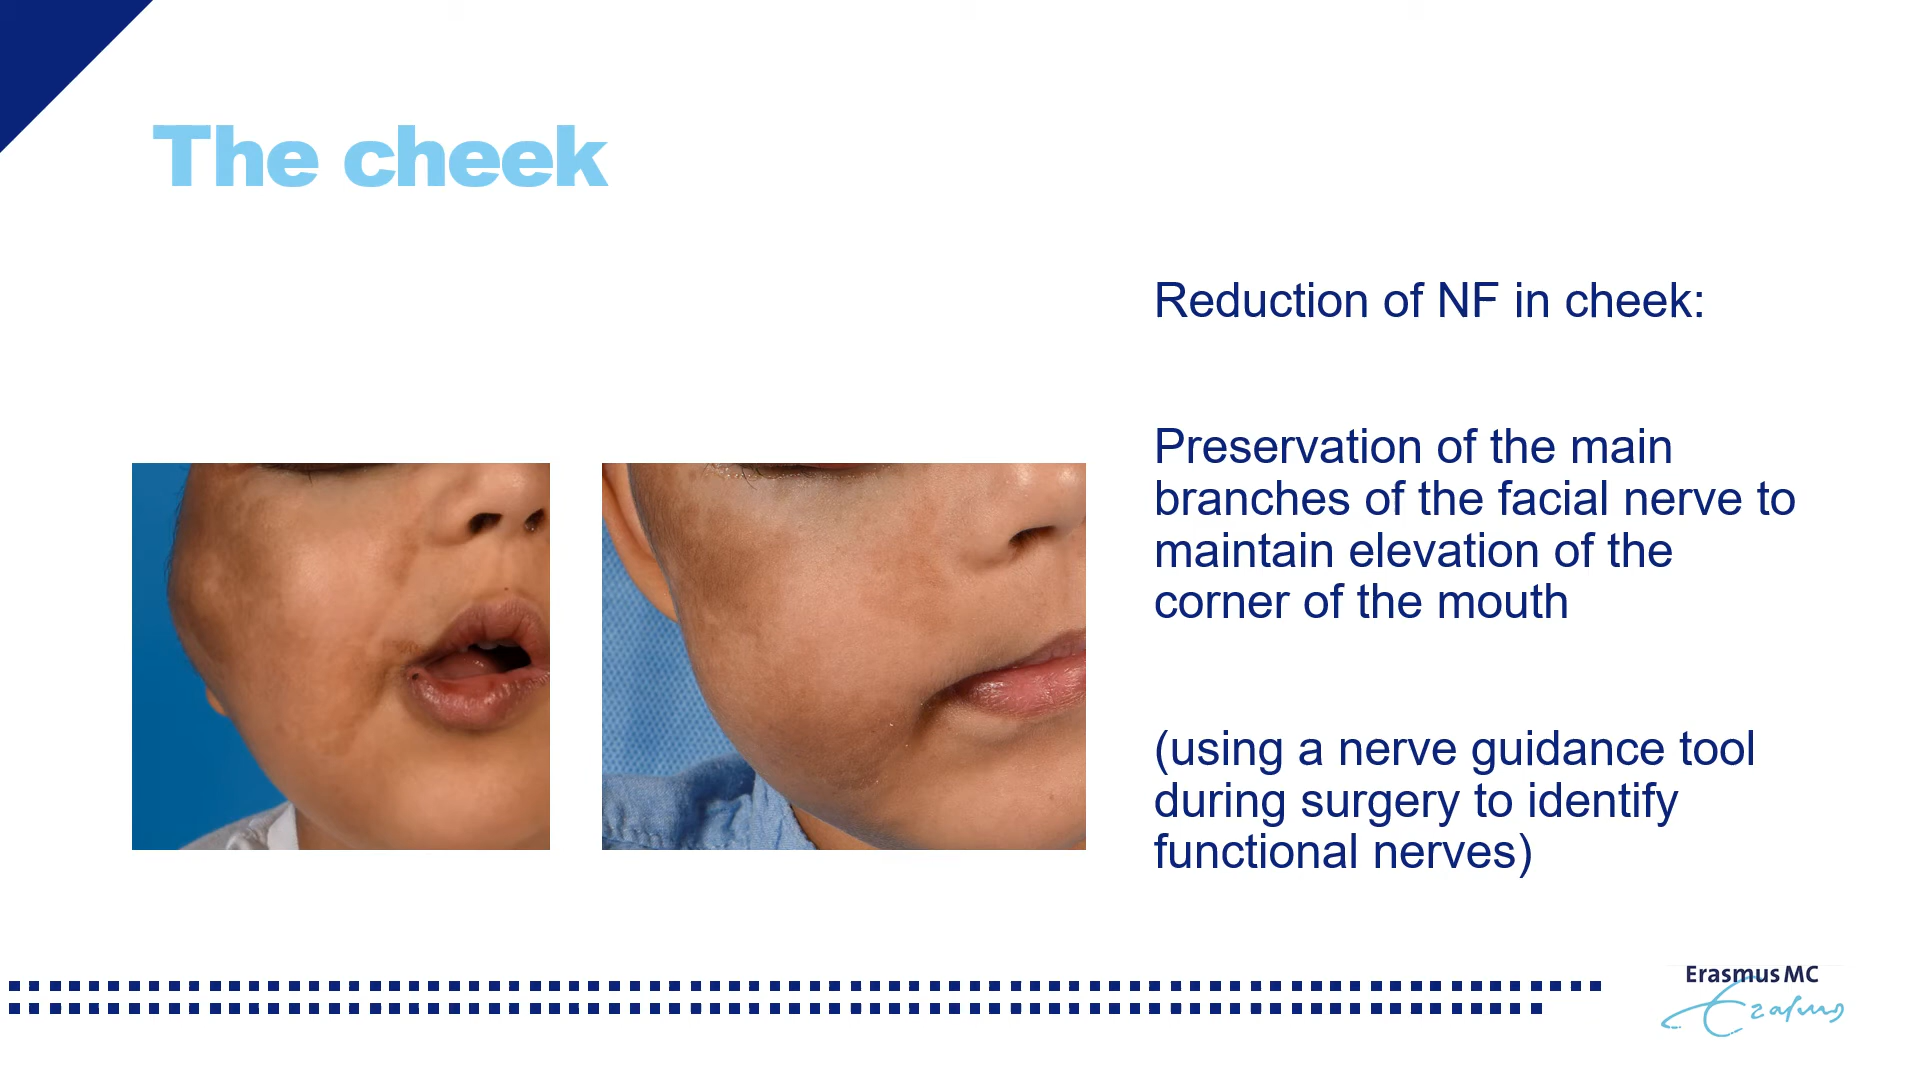 The cheek
Reduction of NF in cheek:
Preservation of the main
branches of the facial nerve to
maintain elevation of the
corner of the mouth
(using a nerve guidance tool
during surgery to identify
functional nerves)
Erasmus MC
Erasmus